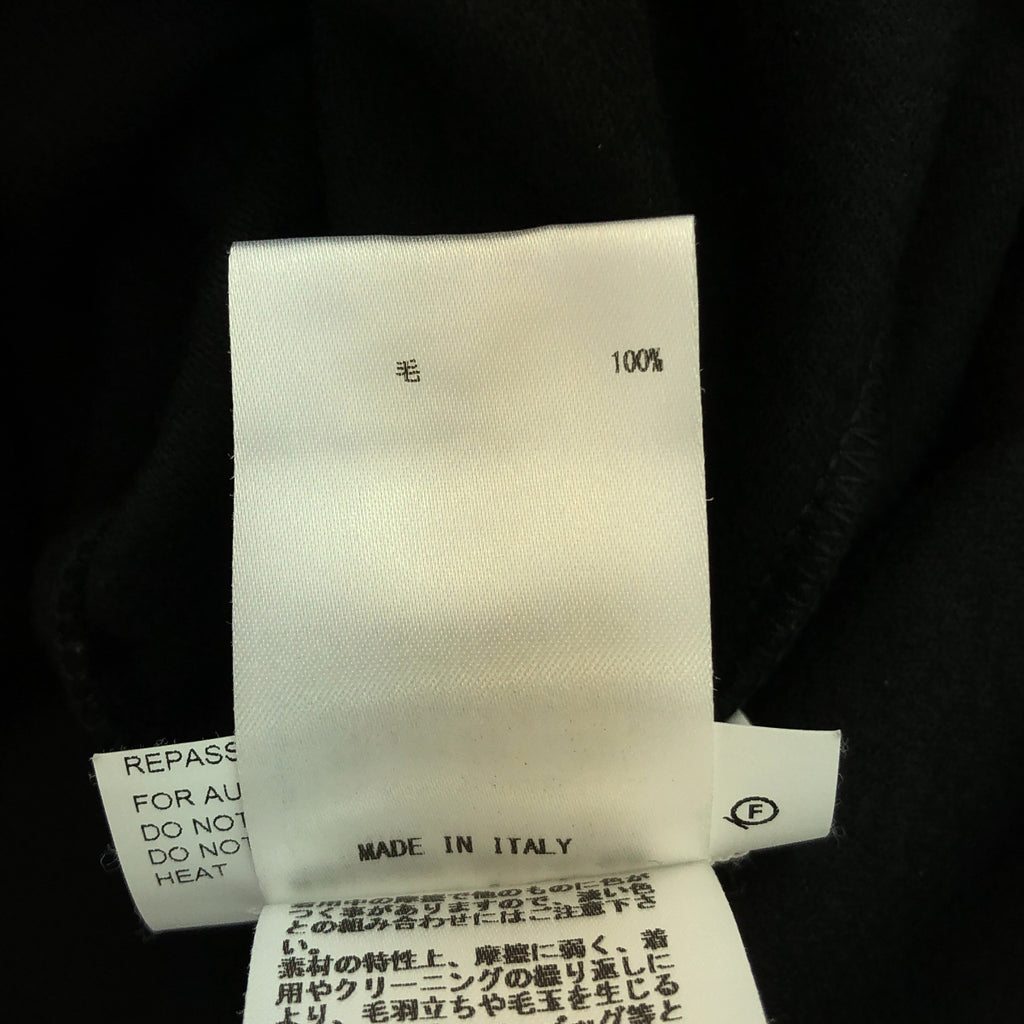 毛 100%
MADE IN ITALY
REPASS
FOR AU
DO NOT
DO NOT
HEAT
F
つく事がありますので、濃い色
との組み合わせにはご注意下さ
い。
素材の特性上、摩擦に弱く、着
用やクリーニングの繰り返しに
より、毛羽立ちや毛玉を生じる